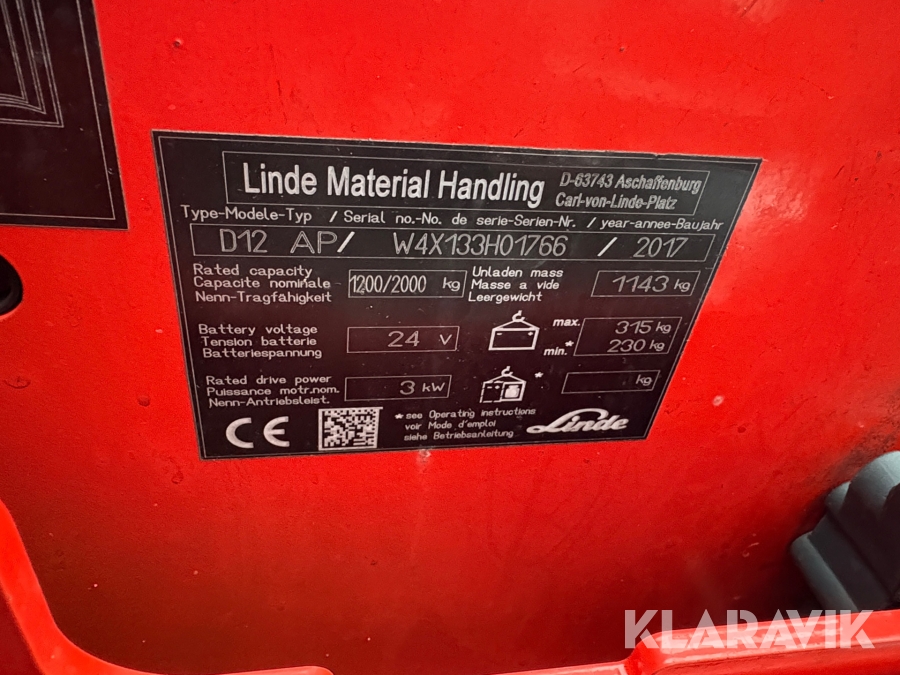 Linde Material Handling
D-63743 Aschaffenburg
Carl-von-Linde-Platz
Type-Modele-Typ / Serial no.-No. de serie-Serien-Nr. / year-annee-Baujahr
D12 AP/ W4X133H01766 / 2017
Rated capacity
Capacite nominale
Nenn-Tragfähigkeit
1200/2000 kg
Unladen mass
Masse a vide
Leergewicht
1143 kg
Battery voltage
Tension batterie
Batteriespannung
24 V
max. 315 kg
min.* 230 kg
Rated drive power
Puissance motr.nom.
Nenn-Antriebsleist.
3 kW
* kg
CE
* see Operating instructions
voir Mode d'emploi
siehe Betriebsanleitung
Linde
KLARAVIK